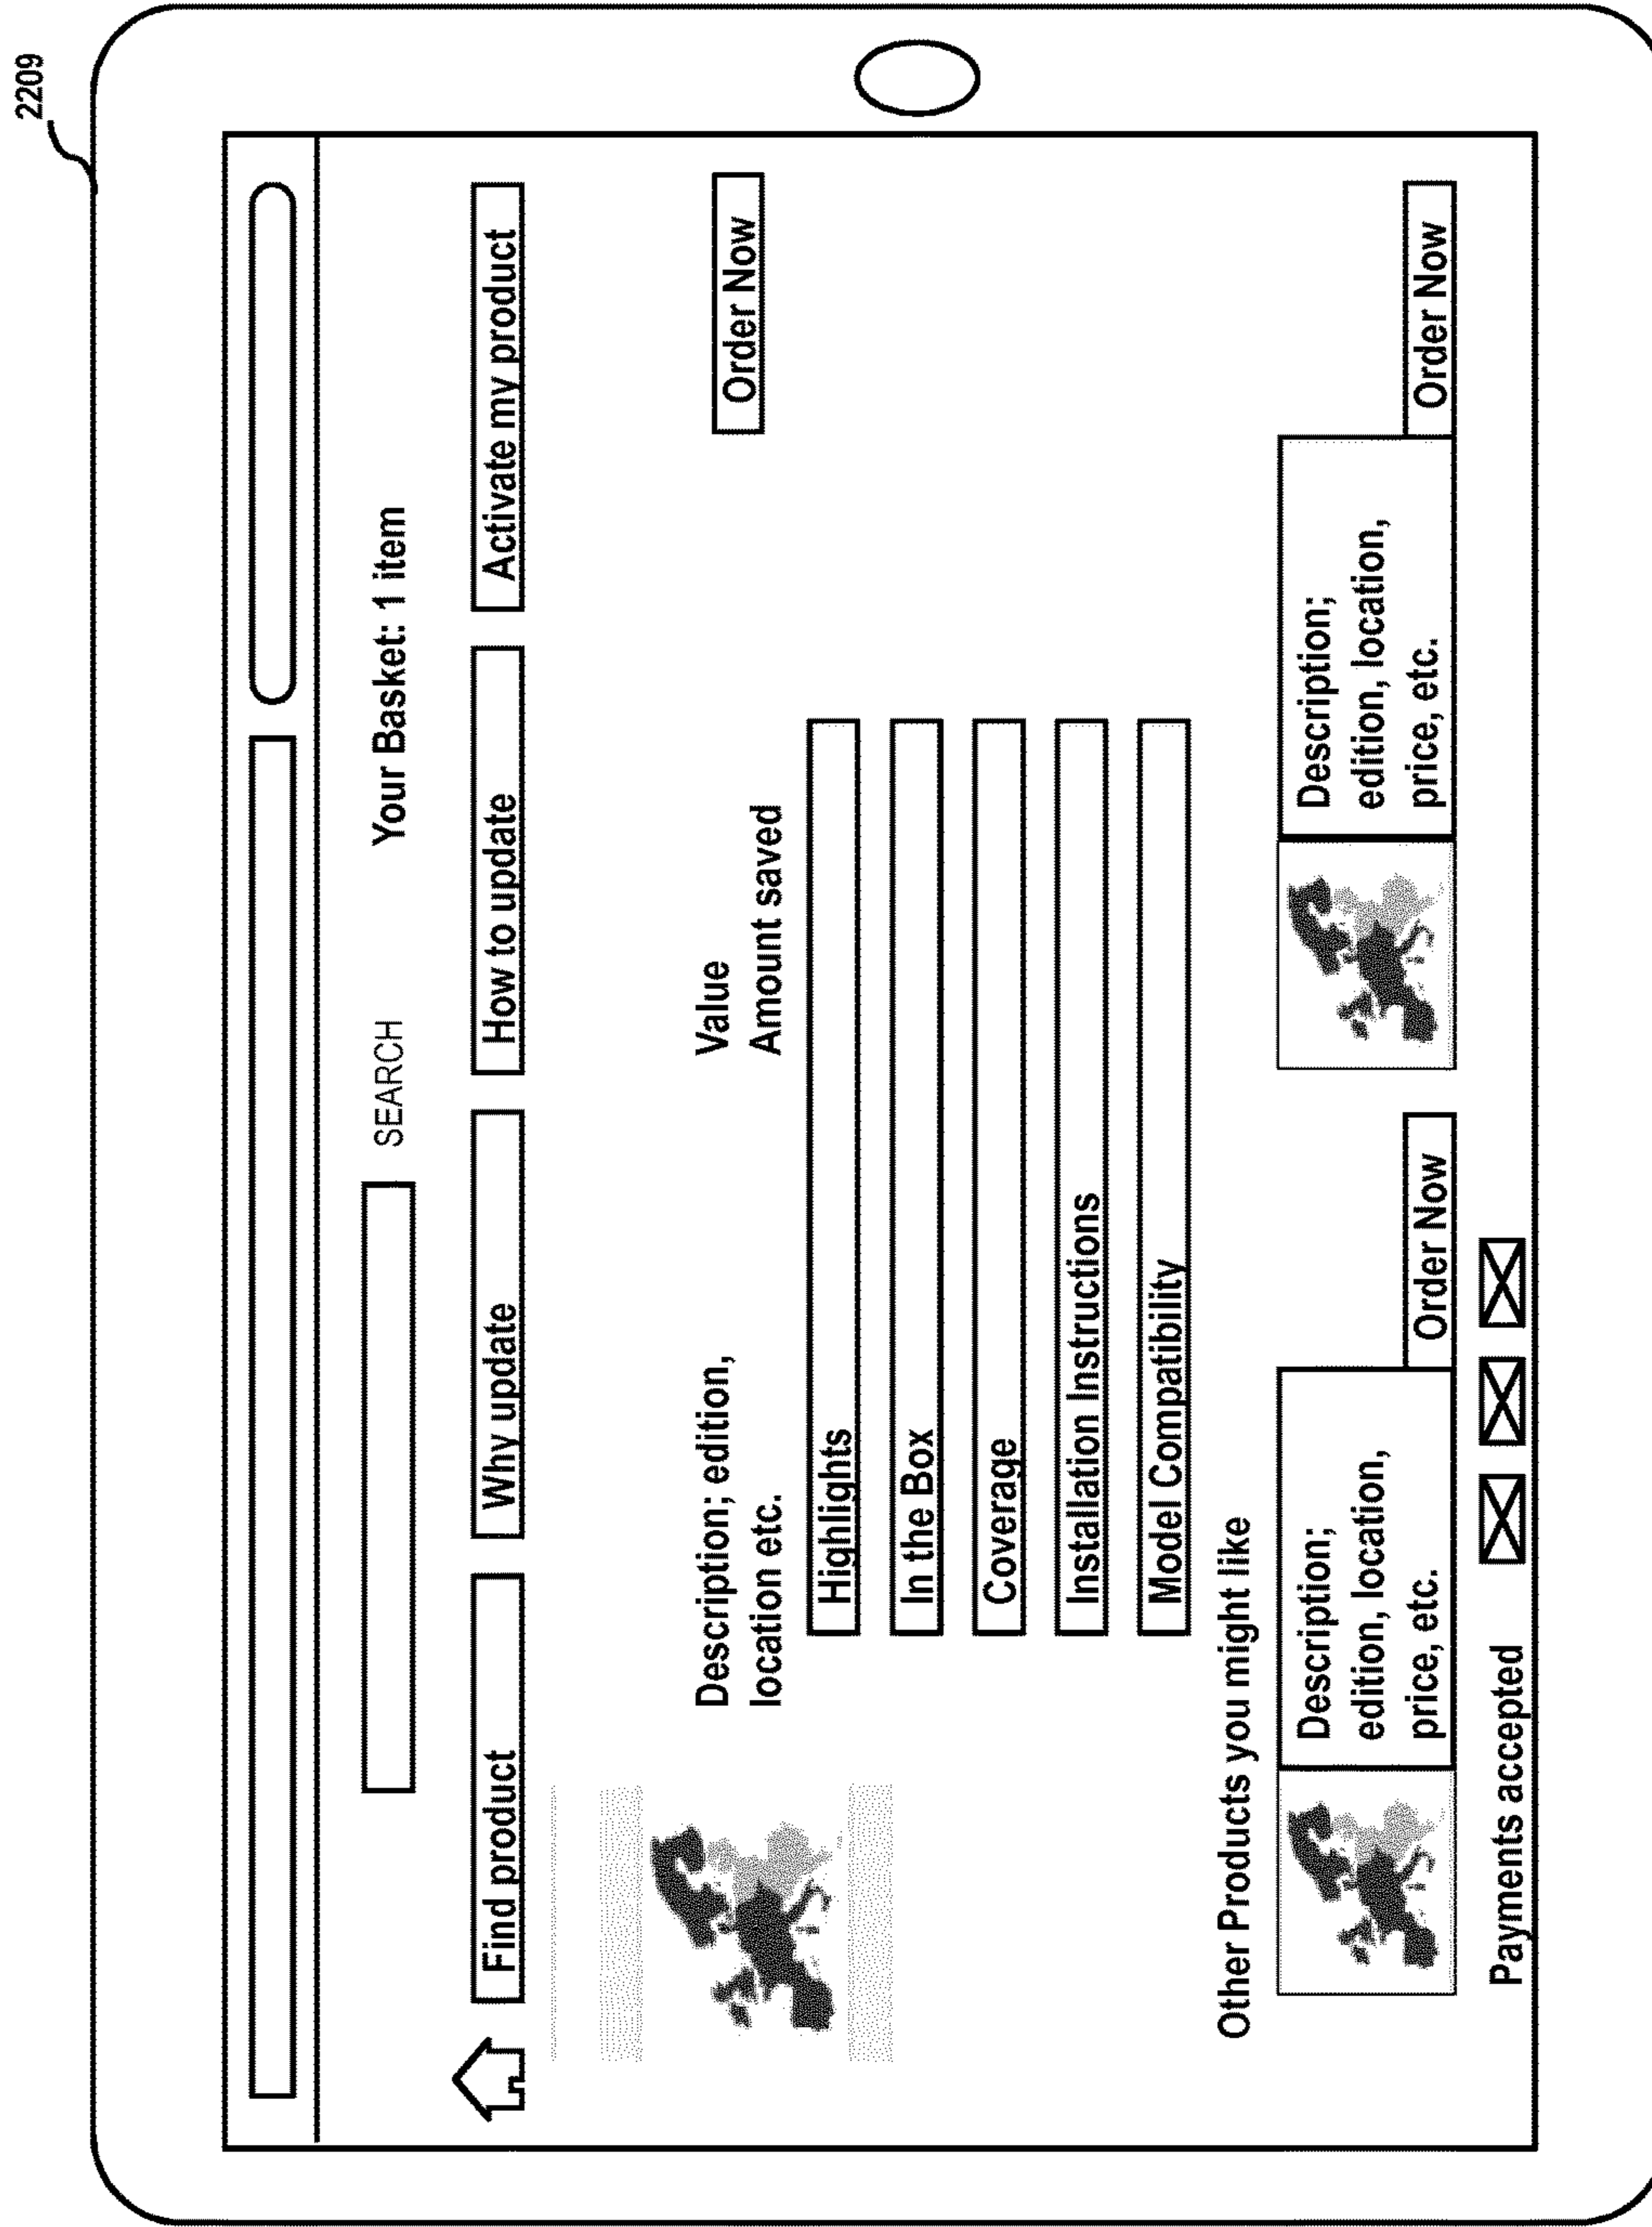 2209
SEARCH
Your Basket: 1 item
Find product
Why update
How to update
Activate my product
Description; edition,
location etc.
Value
Amount saved
Order Now
Highlights
In the Box
Coverage
Installation Instructions
Model Compatibility
Other Products you might like
Description;
edition, location,
price, etc.
Order Now
Description;
edition, location,
price, etc.
Order Now
Payments accepted